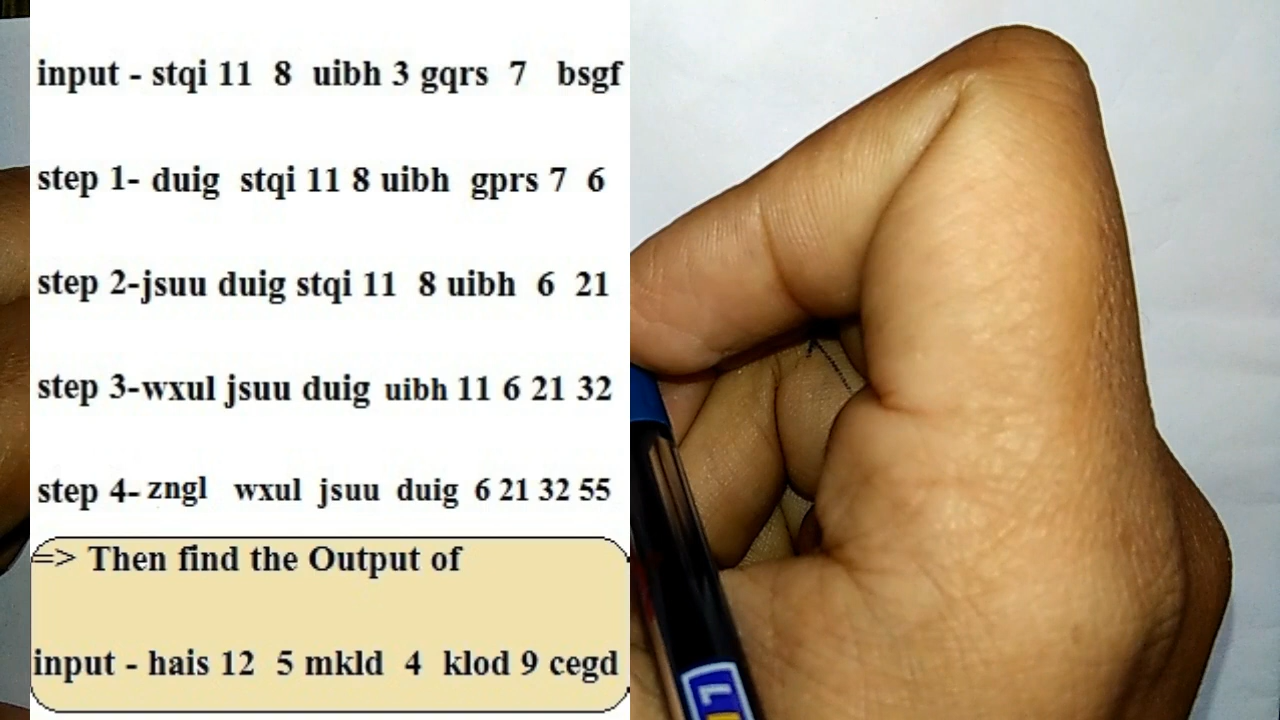 input - stqi 11 8 uibh 3 gqrs 7 bsgf
step 1- duig stqi 11 8 uibh gprs 7 6
step 2-jsuu duig stqi 11 8 uibh 6 21
step 3-wxul jsuu duig uibh 11 6 21 32
step 4- zngl wxul jsuu duig 6 21 32 55
=> Then find the Output of
input - hais 12 5 mkld 4 klod 9 cegd